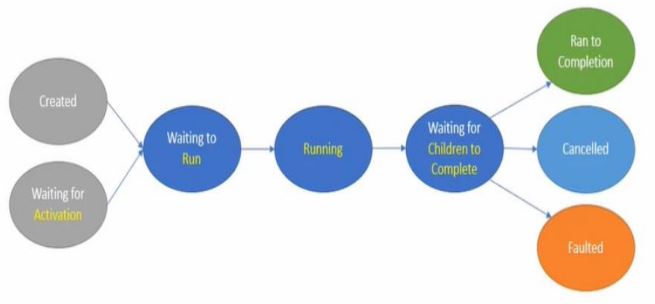 Created
Waiting for
Activation
Waiting to
Run
Running
Waiting for
Children to
Complete
Ran to
Completion
Cancelled
Faulted